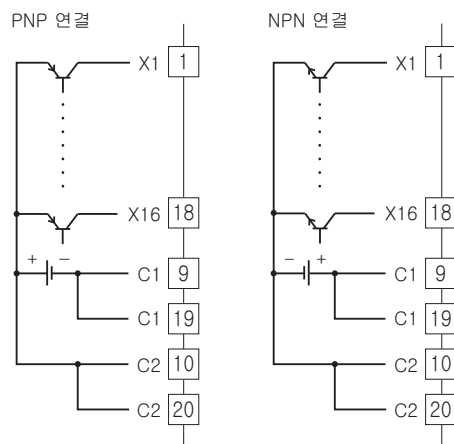 PNP 연결
X1 1
X16 18
+ −
C1 9
C1 19
C2 10
C2 20
NPN 연결
X1 1
X16 18
− +
C1 9
C1 19
C2 10
C2 20